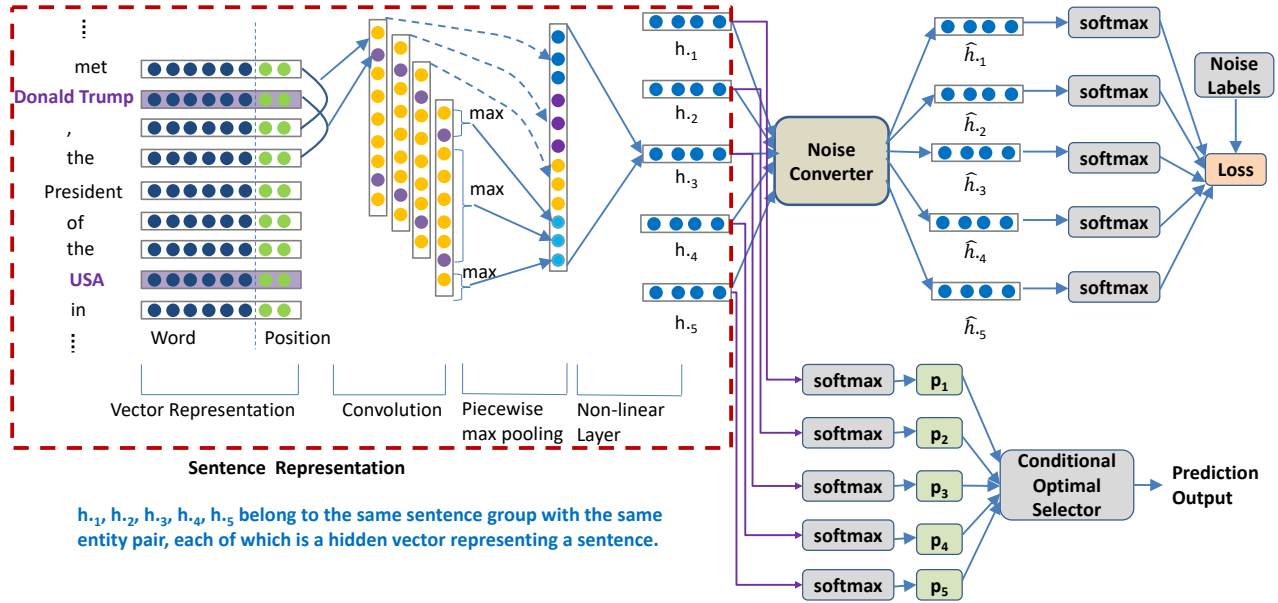 met
Donald Trump
,
the
President
of
the
USA
in
Word
Position
Vector Representation
Convolution
Piecewise
max pooling
Non-linear
Layer
max
max
max
h.₁
h.₂
h.₃
h.₄
h.₅
Sentence Representation
h.₁, h.₂, h.₃, h.₄, h.₅ belong to the same sentence group with the same
entity pair, each of which is a hidden vector representing a sentence.
Noise
Converter
ĥ.₁
ĥ.₂
ĥ.₃
ĥ.₄
ĥ.₅
softmax
softmax
softmax
softmax
softmax
Noise
Labels
Loss
softmax
p₁
softmax
p₂
softmax
p₃
softmax
p₄
softmax
p₅
Conditional
Optimal
Selector
Prediction
Output